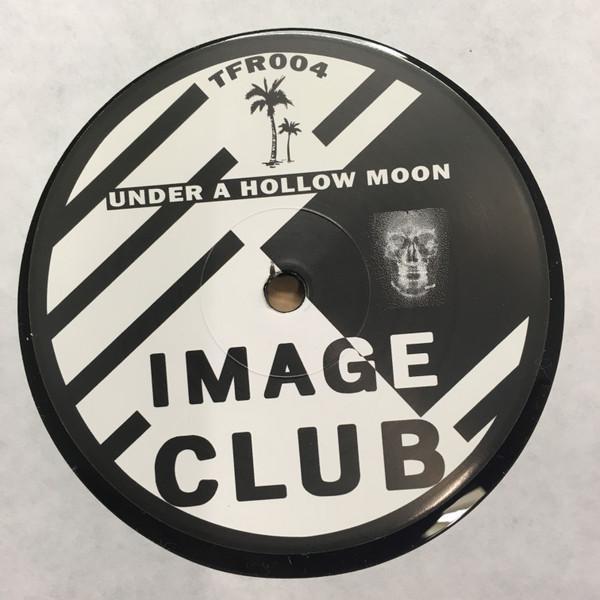 TFR004
UNDER A HOLLOW MOON
IMAGE
CLUB